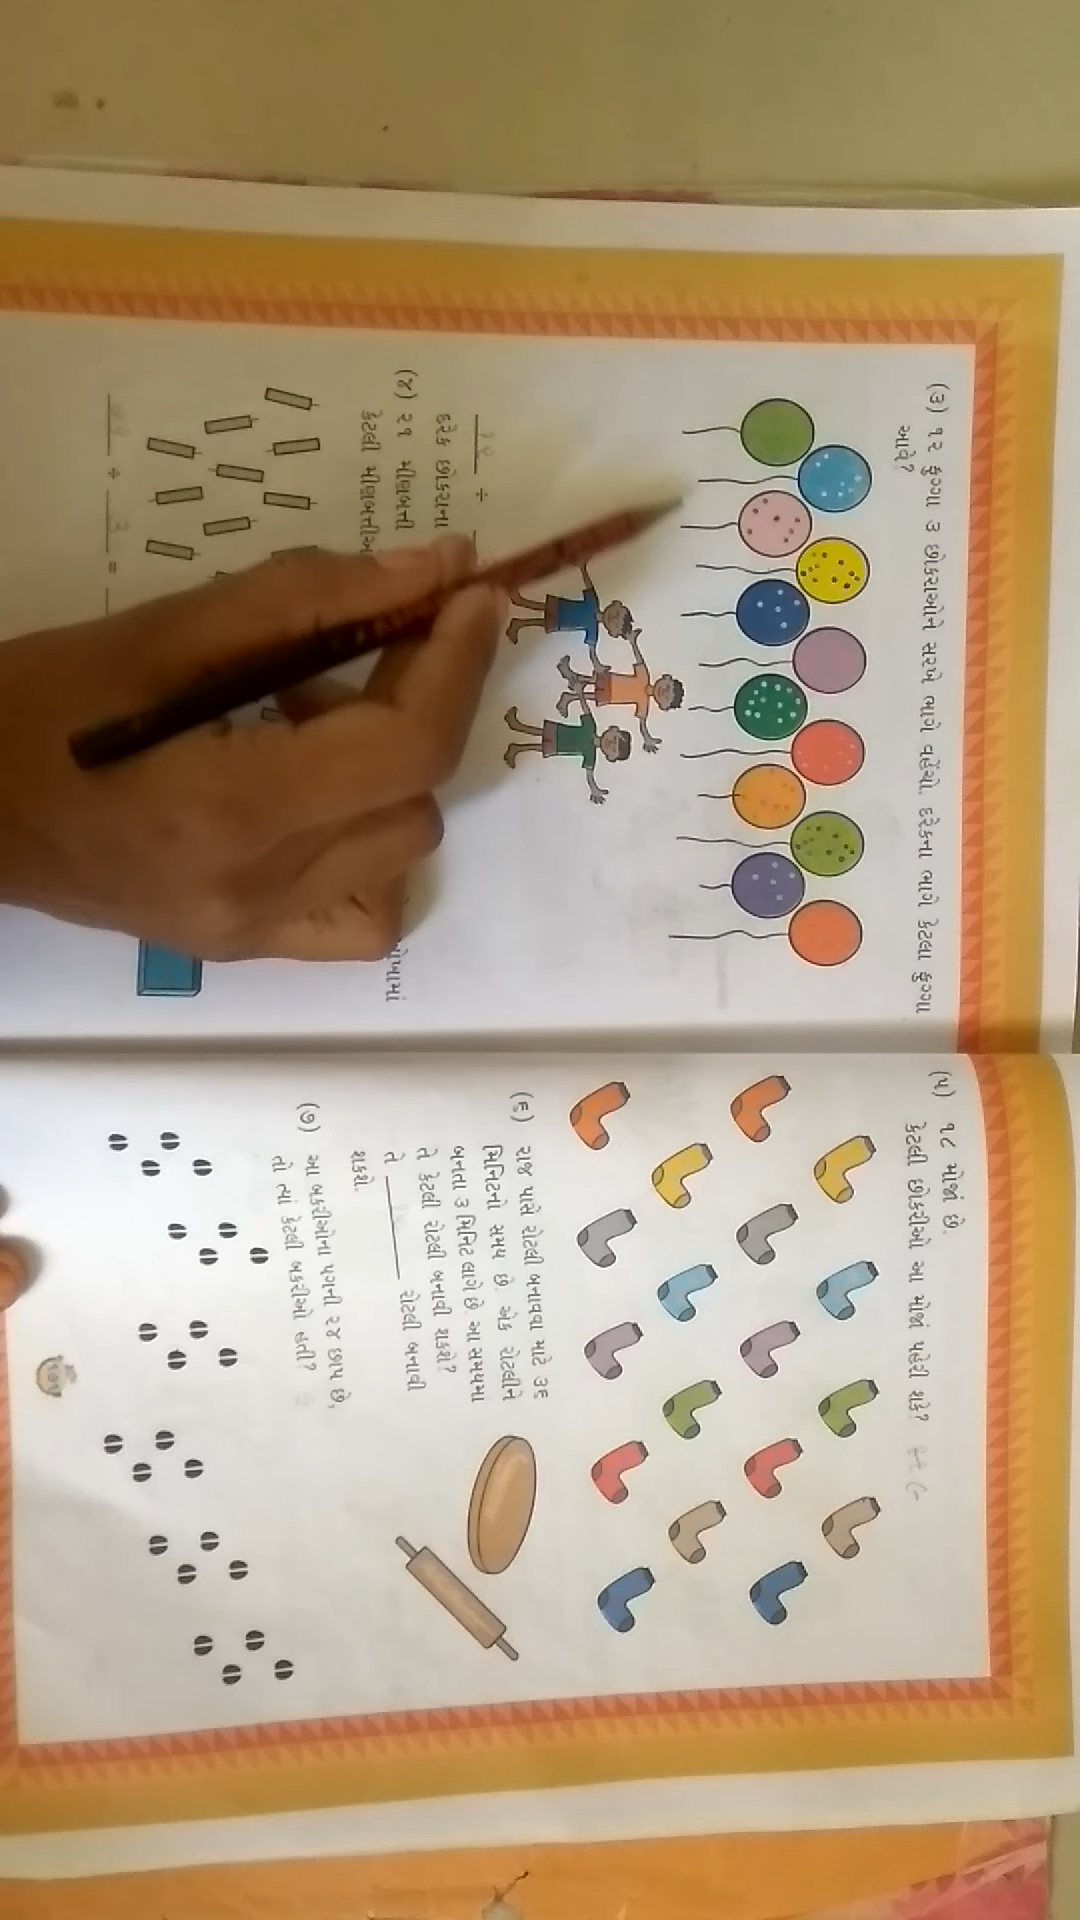 (૩) ૧૨ ફુગ્ગા ૩ છોકરાઓને સરખે ભાગે વહેંચો. દરેકના ભાગે કેટલા ફુગ્ગા
આવે?
૧૨ ÷
દરેક છોકરાના
(૪) ૨૧ મીણબત્તી
કેટલી મીણબત્તીઓ
÷ 3 =
(૫) ૧૮ મોજાં છે.
કેટલી છોકરીઓ આ મોજાં પહેરી શકે?
(૬) રાજ પાસે રોટલી બનાવવા માટે ૩૬
મિનિટનો સમય છે. એક રોટલીને
બનતા ૩ મિનિટ લાગે છે. આ સમયમાં
તે કેટલી રોટલી બનાવી શકશે?
તે રોટલી બનાવી
શકશે.
(૭) આ બકરીઓના પગની ૨૪ છાપ છે,
તો ત્યાં કેટલી બકરીઓ હતી?